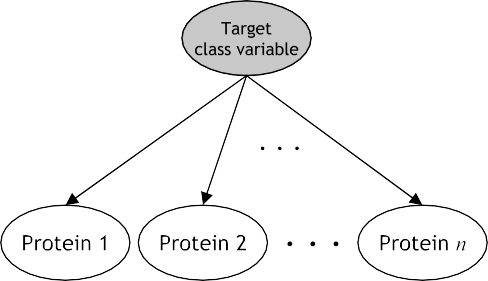 Target
class variable
. . .
Protein 1
Protein 2
. . .
Protein n